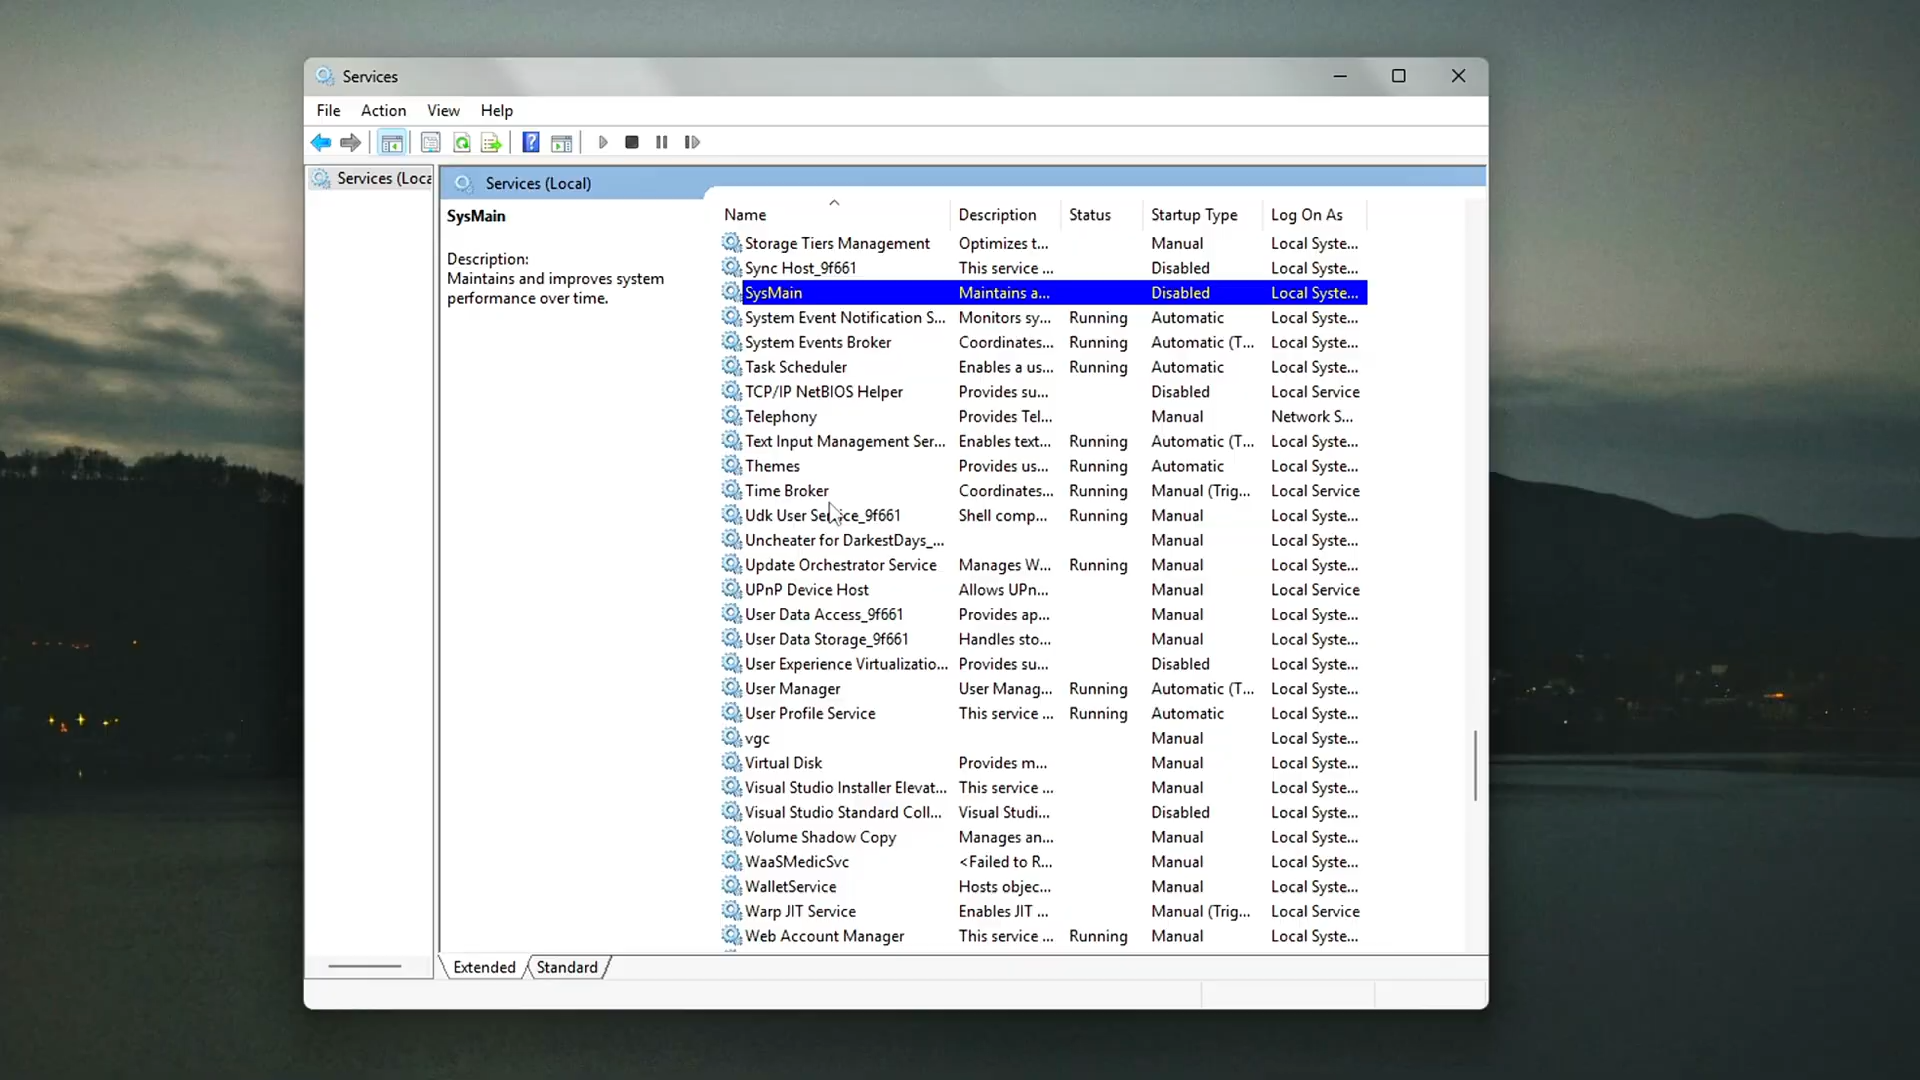 Services
File Action View Help
Services (Loca
Services (Local)
SysMain
Description:
Maintains and improves system
performance over time.
Name Description Status Startup Type Log On As
Storage Tiers Management Optimizes t... Manual Local Syste...
Sync Host_9f661 This service ... Disabled Local Syste...
SysMain Maintains a... Disabled Local Syste...
System Event Notification S... Monitors sy... Running Automatic Local Syste...
System Events Broker Coordinates... Running Automatic (T... Local Syste...
Task Scheduler Enables a us... Running Automatic Local Syste...
TCP/IP NetBIOS Helper Provides su... Disabled Local Service
Telephony Provides Tel... Manual Network S...
Text Input Management Ser... Enables text... Running Automatic (T... Local Syste...
Themes Provides us... Running Automatic Local Syste...
Time Broker Coordinates... Running Manual (Trig... Local Service
Udk User Service_9f661 Shell comp... Running Manual Local Syste...
Uncheater for DarkestDays_... Manual Local Syste...
Update Orchestrator Service Manages W... Running Manual Local Syste...
UPnP Device Host Allows UPn... Manual Local Service
User Data Access_9f661 Provides ap... Manual Local Syste...
User Data Storage_9f661 Handles sto... Manual Local Syste...
User Experience Virtualizatio... Provides su... Disabled Local Syste...
User Manager User Manag... Running Automatic (T... Local Syste...
User Profile Service This service ... Running Automatic Local Syste...
vgc Manual Local Syste...
Virtual Disk Provides m... Manual Local Syste...
Visual Studio Installer Elevat... This service ... Manual Local Syste...
Visual Studio Standard Coll... Visual Studi... Disabled Local Syste...
Volume Shadow Copy Manages an... Manual Local Syste...
WaaSMedicSvc <Failed to R... Manual Local Syste...
WalletService Hosts objec... Manual Local Syste...
Warp JIT Service Enables JIT ... Manual (Trig... Local Service
Web Account Manager This service ... Running Manual Local Syste...
Extended Standard